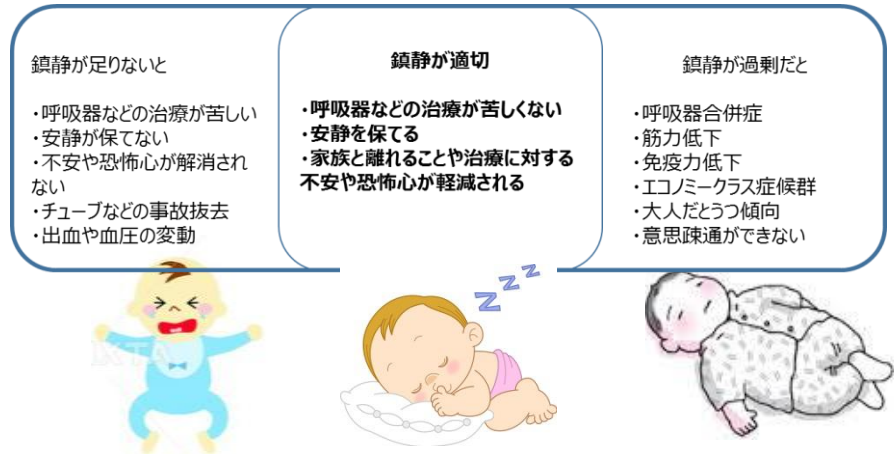 鎮静が足りないと
・呼吸器などの治療が苦しい
・安静が保てない
・不安や恐怖心が解消され
ない
・チューブなどの事故抜去
・出血や血圧の変動
鎮静が適切
・呼吸器などの治療が苦しくない
・安静を保てる
・家族と離れることや治療に対する
不安や恐怖心が軽減される
鎮静が過剰だと
・呼吸器合併症
・筋力低下
・免疫力低下
・エコノミークラス症候群
・大人だとうつ傾向
・意思疎通ができない
zzz